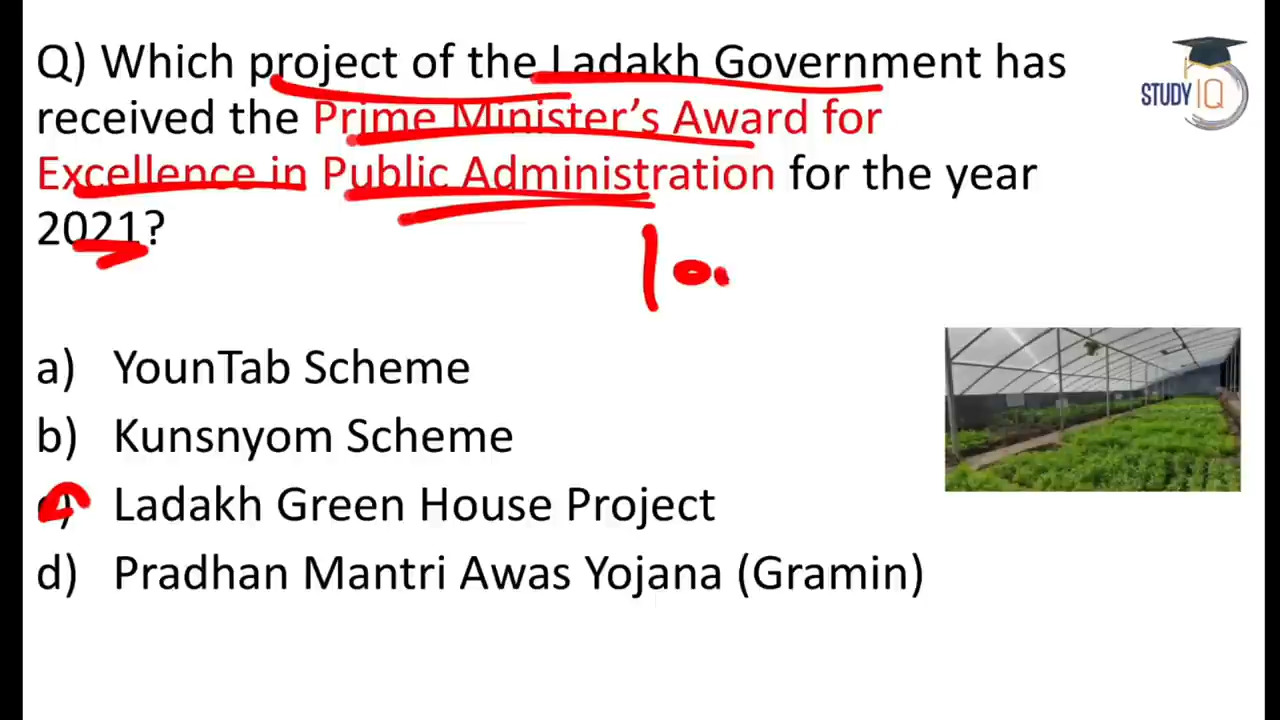 Q) Which project of the Ladakh Government has
received the Prime Minister's Award for
Excellence in Public Administration for the year
2021?
STUDY IQ
a) YounTab Scheme
b) Kunsnyom Scheme
c) Ladakh Green House Project
d) Pradhan Mantri Awas Yojana (Gramin)